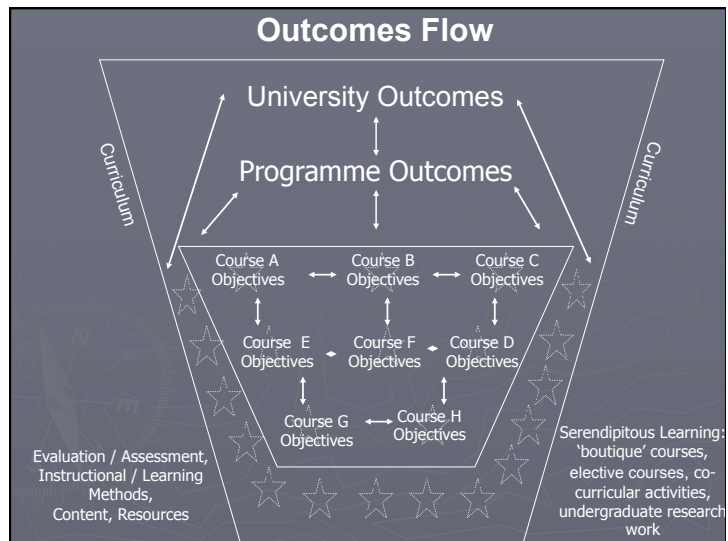 Outcomes Flow
University Outcomes
Curriculum
Curriculum
Programme Outcomes
Course A
Objectives
Course B
Objectives
Course C
Objectives
Course E
Objectives
Course F
Objectives
Course D
Objectives
Course G
Objectives
Course H
Objectives
Evaluation / Assessment,
Instructional / Learning
Methods,
Content, Resources
Serendipitous Learning:
‘boutique’ courses,
elective courses, co-
curricular activities,
undergraduate research
work